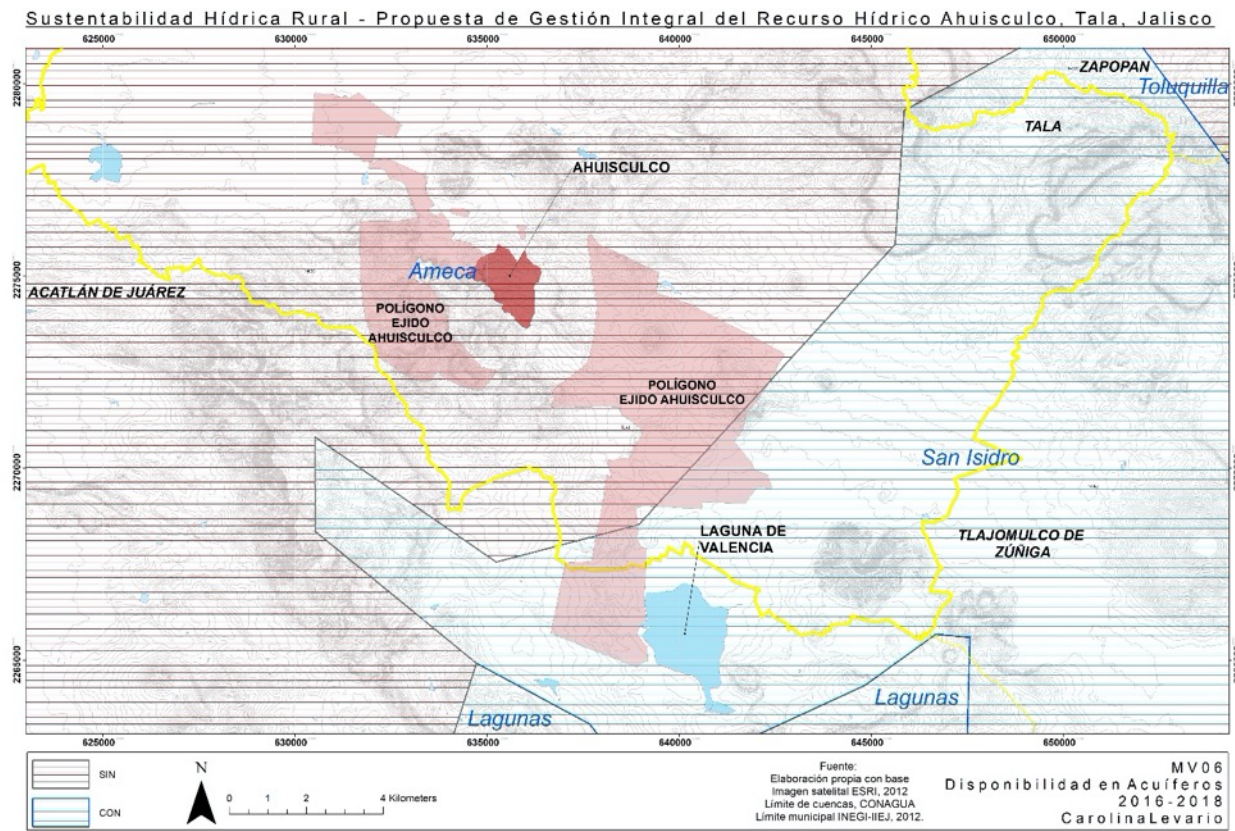 Sustentabilidad Hídrica Rural - Propuesta de Gestión Integral del Recurso Hídrico Ahuisculco, Tala, Jalisco
625000 630000 635000 640000 645000 650000
2280000
ZAPOPAN
Toluquilla
TALA
AHUISCULCO
2275000
Ameca
ACATLÁN DE JUÁREZ
POLÍGONO
EJIDO
AHUISCULCO
POLÍGONO
EJIDO AHUISCULCO
2270000
San Isidro
LAGUNA DE
VALENCIA
TLAJOMULCO DE
ZÚÑIGA
2265000
Lagunas
Lagunas
625000 630000 635000 640000 645000 650000
SIN
CON
N
0 1 2 4 Kilometers
Fuente:
Elaboración propia con base
Imagen satelital ESRI, 2012
Límite de cuencas, CONAGUA
Límite municipal INEGI-IIEJ, 2012.
MV06
Disponibilidad en Acuíferos
2016-2018
CarolinaLevario